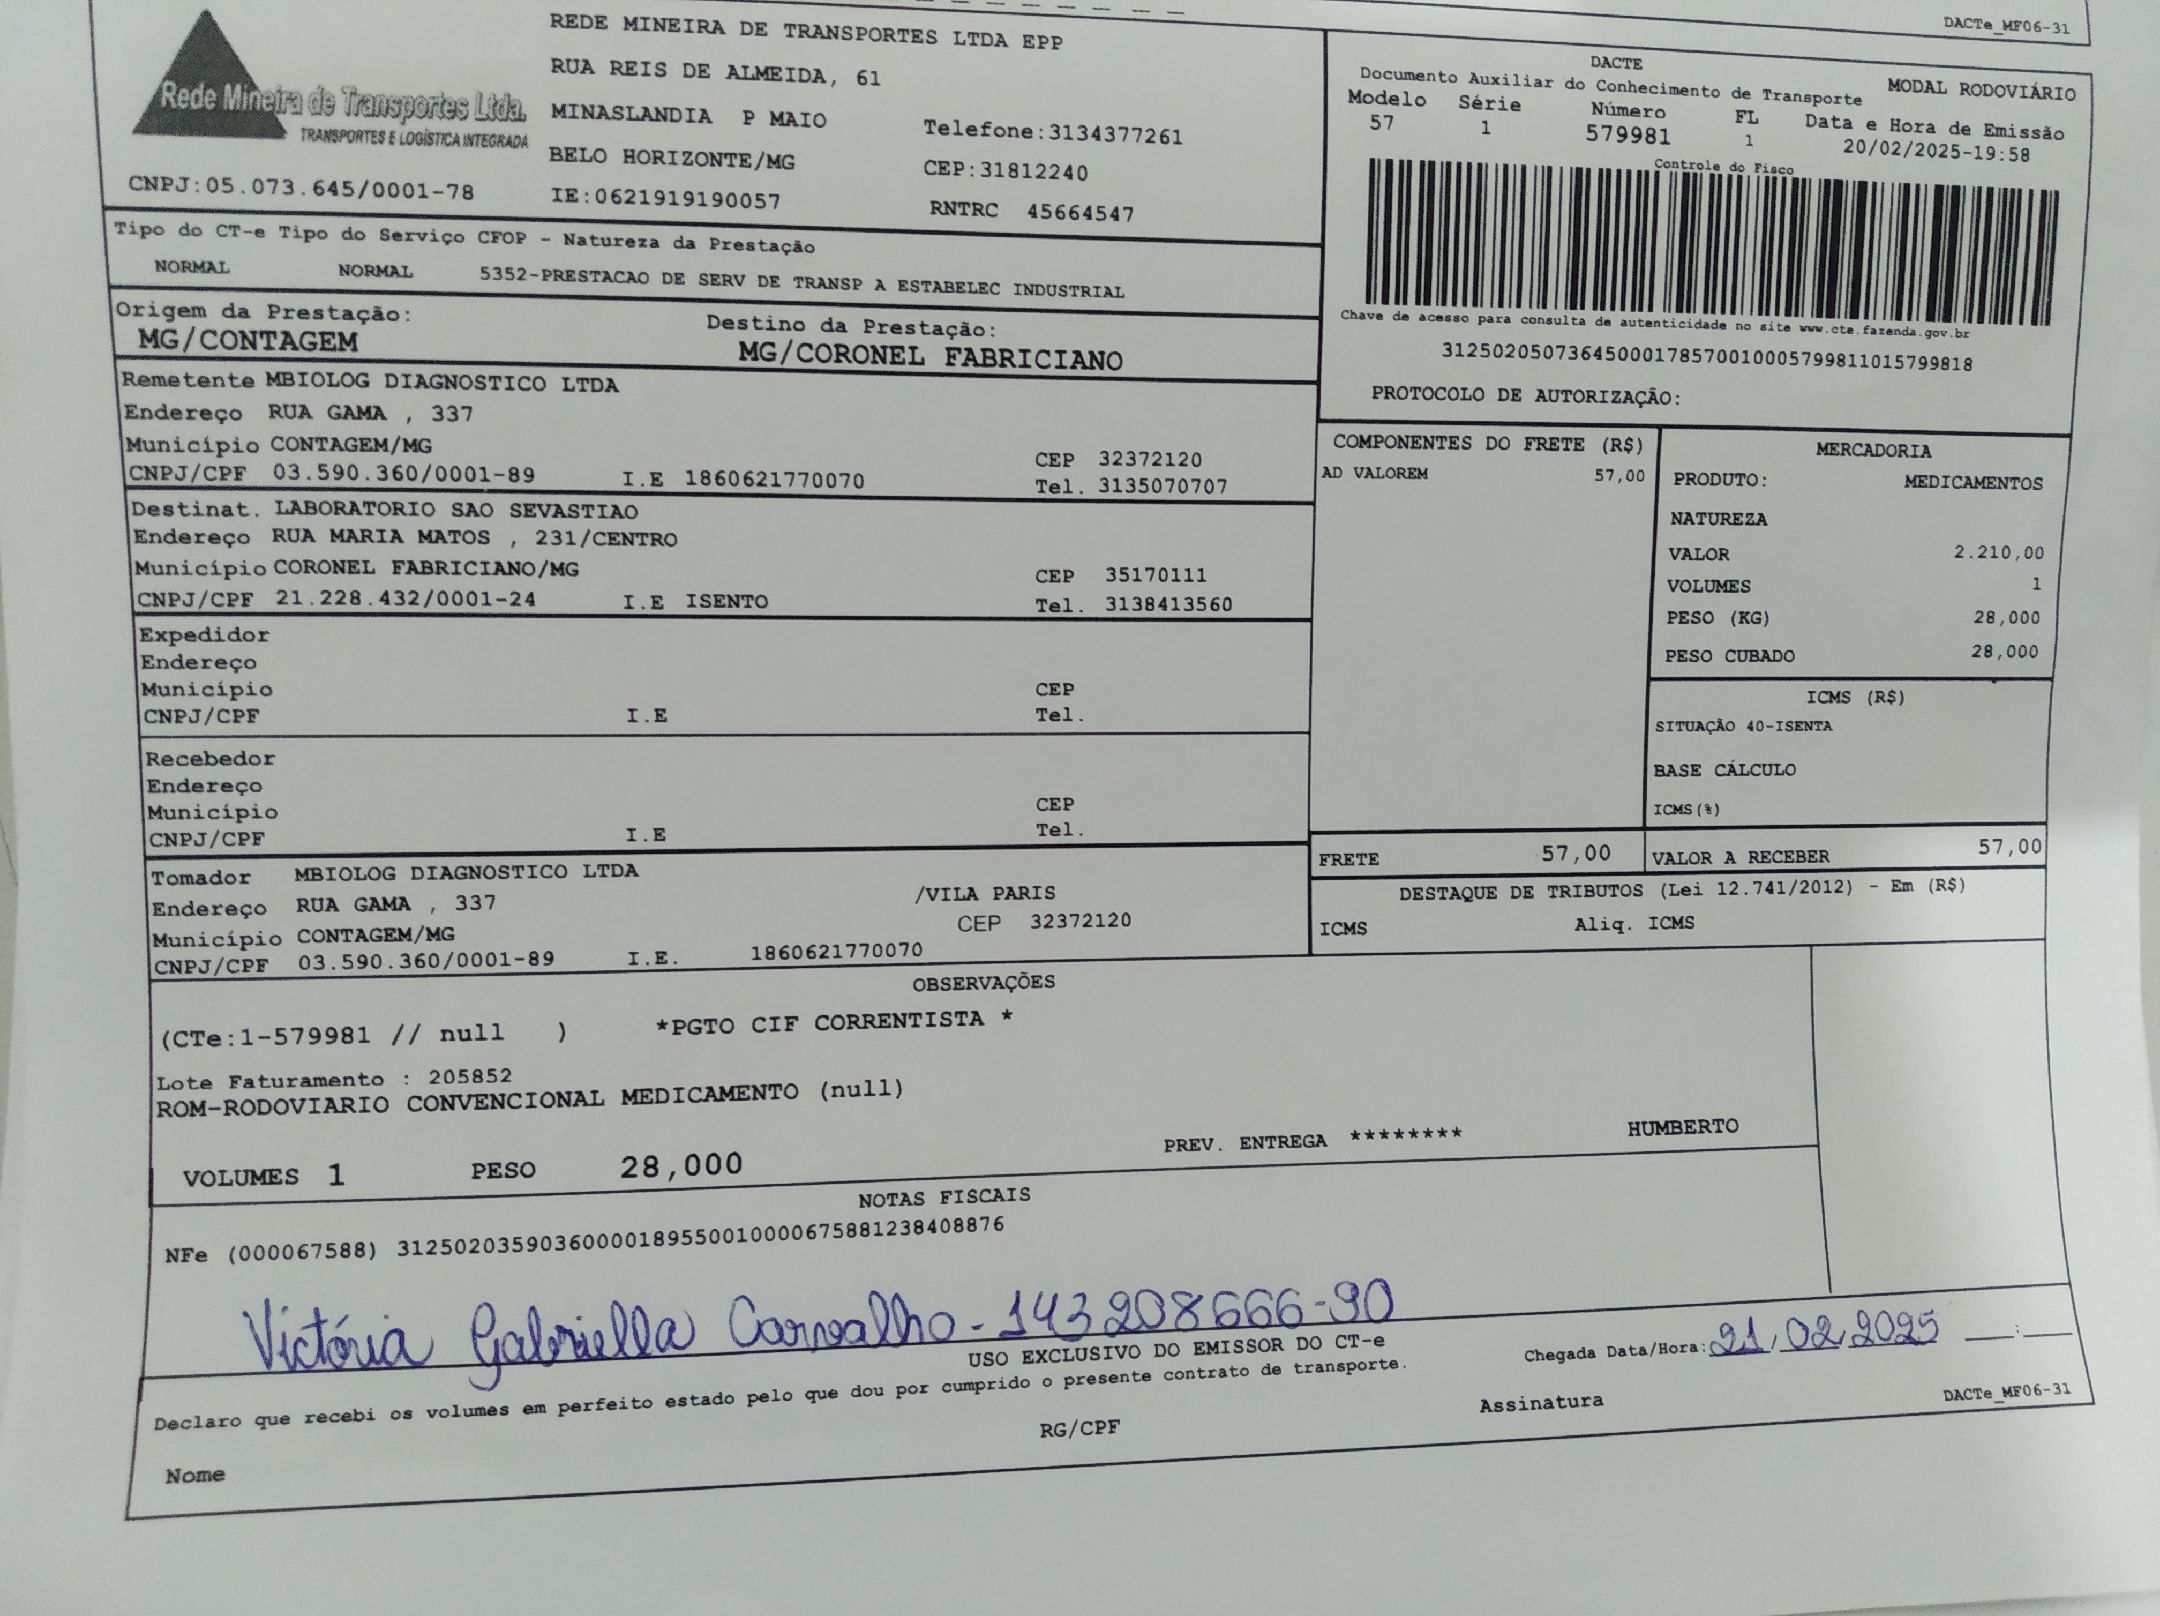 DACTe_MF06-31
Rede Mineira de Transportes Ltda.
TRANSPORTES E LOGÍSTICA INTEGRADA
CNPJ:05.073.645/0001-78
REDE MINEIRA DE TRANSPORTES LTDA EPP
RUA REIS DE ALMEIDA, 61
MINASLANDIA P MAIO Telefone:3134377261
BELO HORIZONTE/MG CEP:31812240
IE:0621919190057 RNTRC 45664547
DACTE
Documento Auxiliar do Conhecimento de Transporte MODAL RODOVIÁRIO
Modelo Série Número FL Data e Hora de Emissão
57 1 579981 1 20/02/2025-19:58
Controle do Fisco
Chave de acesso para consulta de autenticidade no site www.cte.fazenda.gov.br
31250205073645000178570010005799811015799818
PROTOCOLO DE AUTORIZAÇÂO:
Tipo do CT-e Tipo do Serviço CFOP - Natureza da Prestação
NORMAL NORMAL 5352-PRESTACAO DE SERV DE TRANSP A ESTABELEC INDUSTRIAL
Origem da Prestação: Destino da Prestação:
MG/CONTAGEM MG/CORONEL FABRICIANO
Remetente MBIOLOG DIAGNOSTICO LTDA
Endereço RUA GAMA , 337
Município CONTAGEM/MG CEP 32372120
CNPJ/CPF 03.590.360/0001-89 I.E 1860621770070 Tel. 3135070707
Destinat. LABORATORIO SAO SEVASTIAO
Endereço RUA MARIA MATOS , 231/CENTRO
Município CORONEL FABRICIANO/MG CEP 35170111
CNPJ/CPF 21.228.432/0001-24 I.E ISENTO Tel. 3138413560
Expedidor
Endereço
Município CEP
CNPJ/CPF I.E Tel.
Recebedor
Endereço
Município CEP
CNPJ/CPF I.E Tel.
Tomador MBIOLOG DIAGNOSTICO LTDA
Endereço RUA GAMA , 337 /VILA PARIS
Município CONTAGEM/MG CEP 32372120
CNPJ/CPF 03.590.360/0001-89 I.E. 1860621770070
COMPONENTES DO FRETE (R$)
AD VALOREM 57,00
MERCADORIA
PRODUTO: MEDICAMENTOS
NATUREZA
VALOR 2.210,00
VOLUMES 1
PESO (KG) 28,000
PESO CUBADO 28,000
ICMS (R$)
SITUAÇÃO 40-ISENTA
BASE CÁLCULO
ICMS(%)
FRETE 57,00 VALOR A RECEBER 57,00
DESTAQUE DE TRIBUTOS (Lei 12.741/2012) - Em (R$)
ICMS Aliq. ICMS
OBSERVAÇÕES
(CTe:1-579981 // null ) *PGTO CIF CORRENTISTA *
Lote Faturamento : 205852
ROM-RODOVIARIO CONVENCIONAL MEDICAMENTO (null)
PREV. ENTREGA ******** HUMBERTO
VOLUMES 1 PESO 28,000
NOTAS FISCAIS
NFe (000067588) 31250203590360000189550010000675881238408876
Victória Gabriella Carvalho - 143208666-90
USO EXCLUSIVO DO EMISSOR DO CT-e
Chegada Data/Hora: 21/02/2025 __:__
Declaro que recebi os volumes em perfeito estado pelo que dou por cumprido o presente contrato de transporte.
Nome RG/CPF Assinatura
DACTe_MF06-31